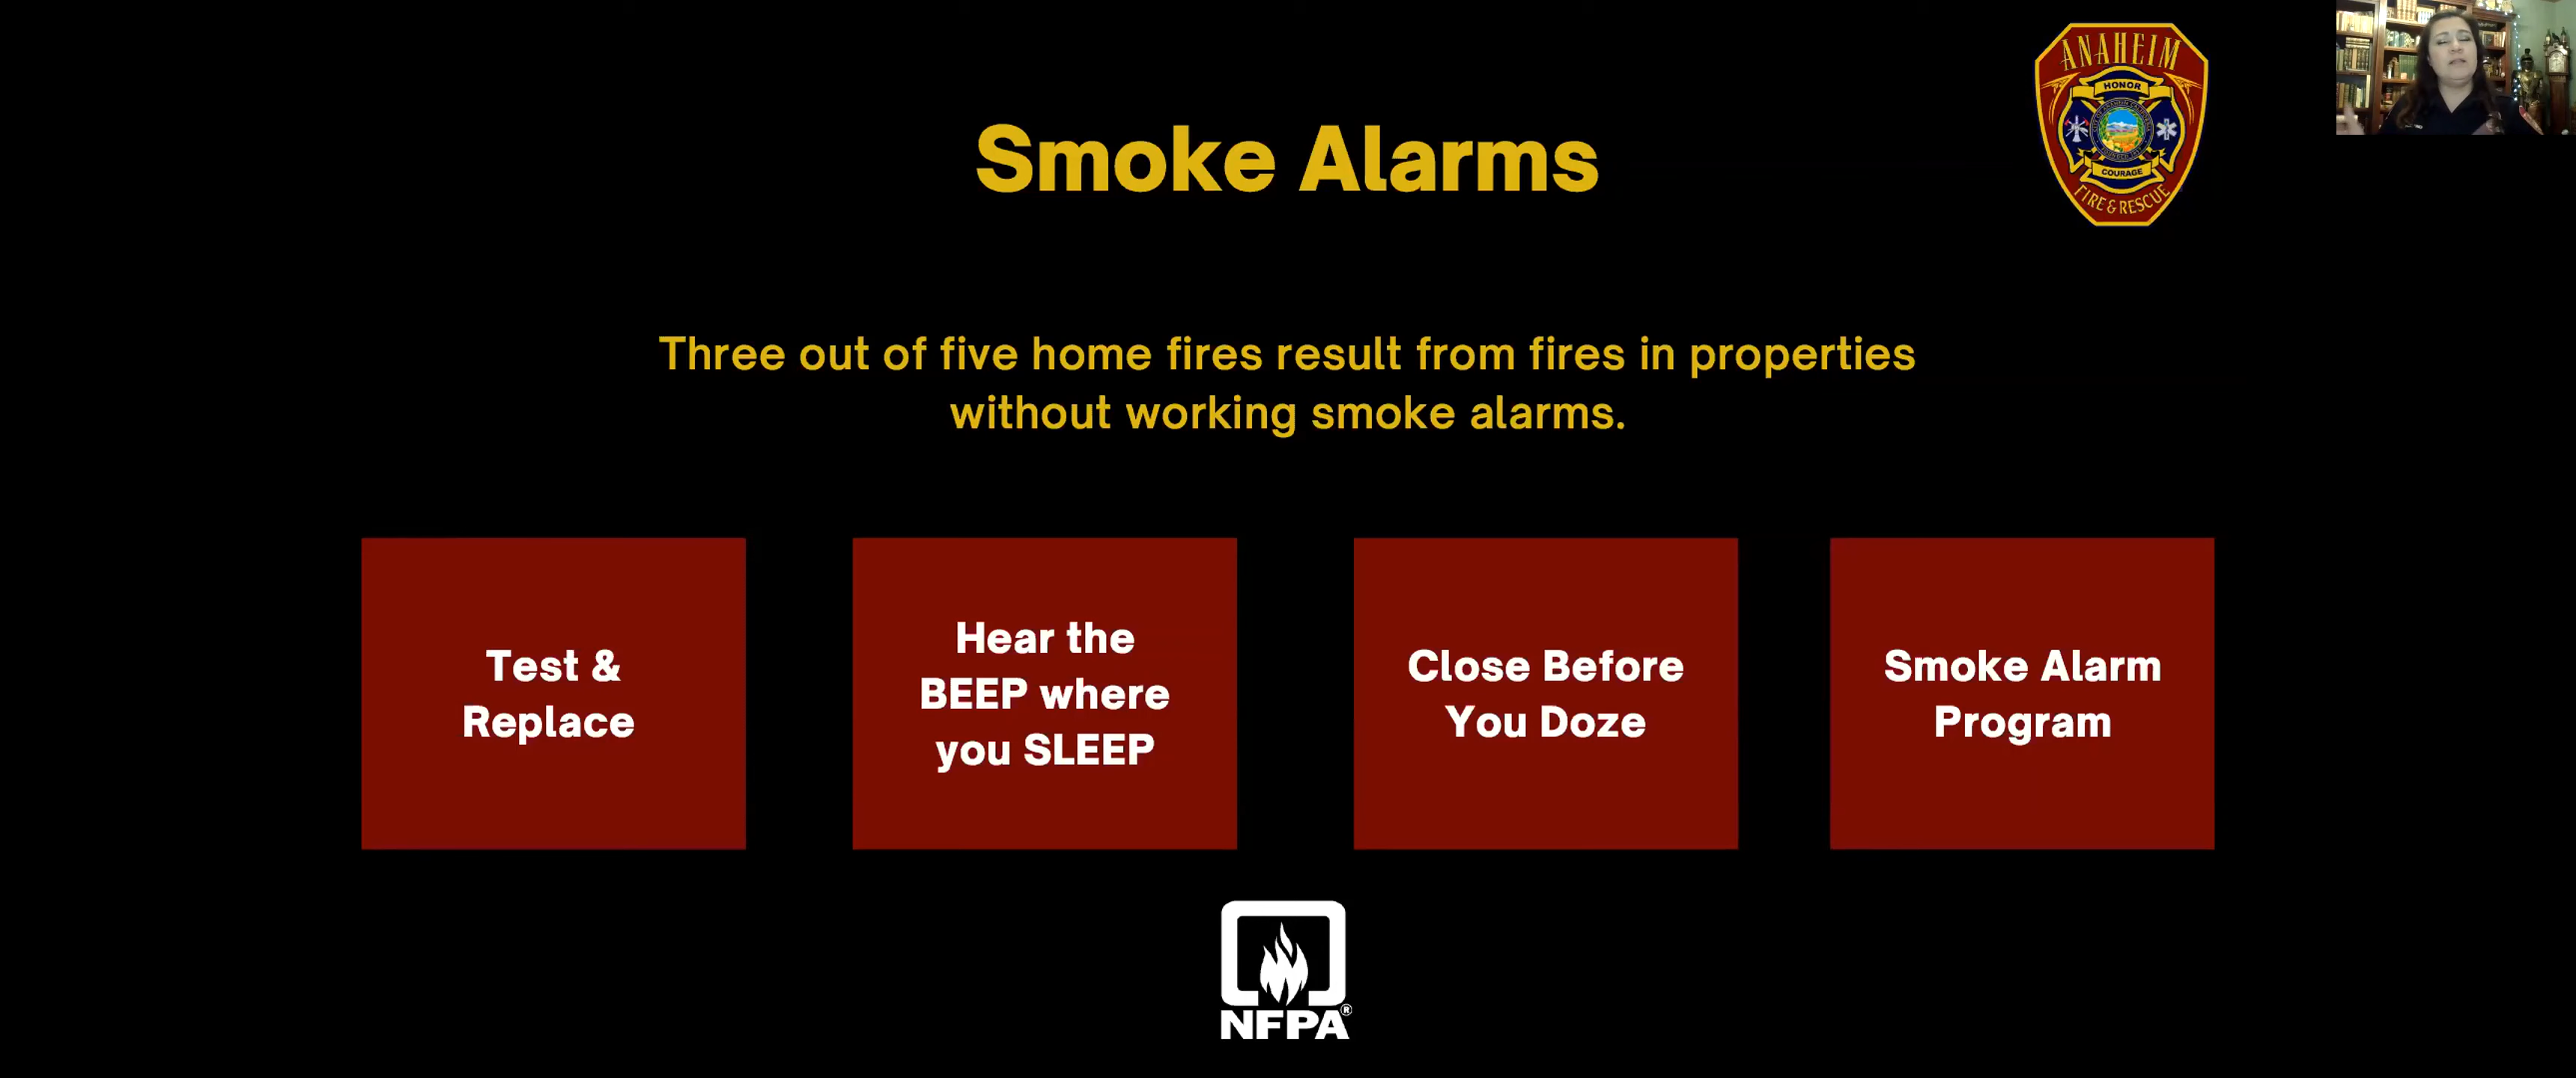 ANAHEIM
HONOR
COURAGE
FIRE & RESCUE
Smoke Alarms
Three out of five home fires result from fires in properties
without working smoke alarms.
Test &
Replace
Hear the
BEEP where
you SLEEP
Close Before
You Doze
Smoke Alarm
Program
NFPA®